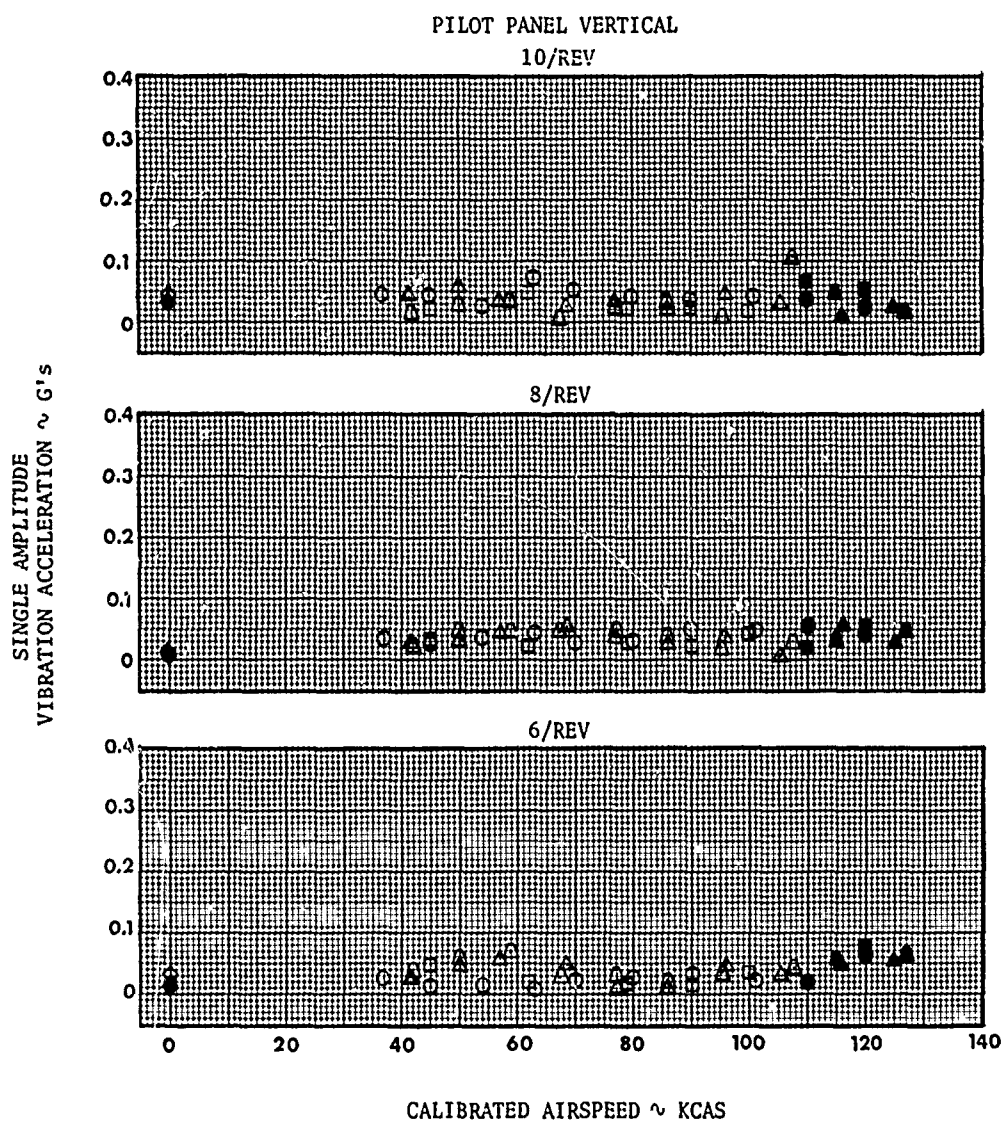 PILOT PANEL VERTICAL
10/REV
0.4
0.3
0.2
0.1
0
8/REV
0.4
0.3
0.2
0.1
0
6/REV
0.4
0.3
0.2
0.1
0
0 20 40 60 80 100 120 140
SINGLE AMPLITUDE
VIBRATION ACCELERATION ~ G's
CALIBRATED AIRSPEED ~ KCAS